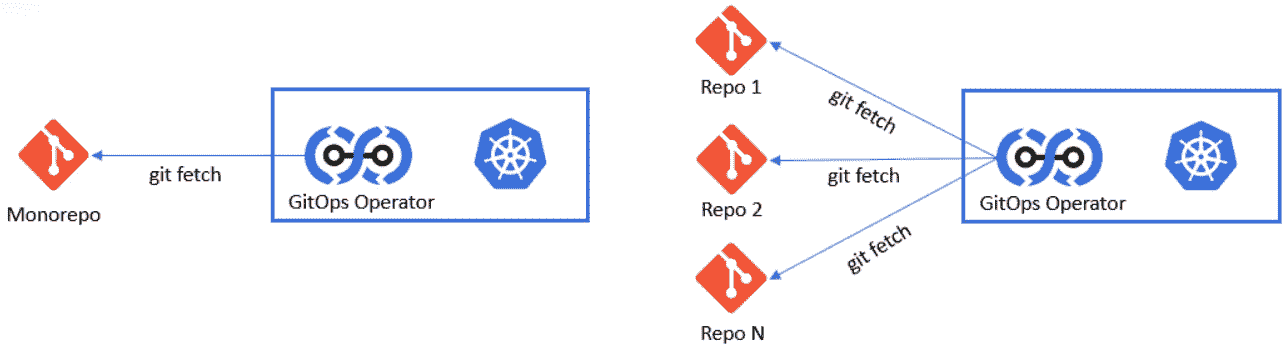 Monorepo
git fetch
GitOps Operator
Repo 1
git fetch
Repo 2
git fetch
Repo N
git fetch
GitOps Operator